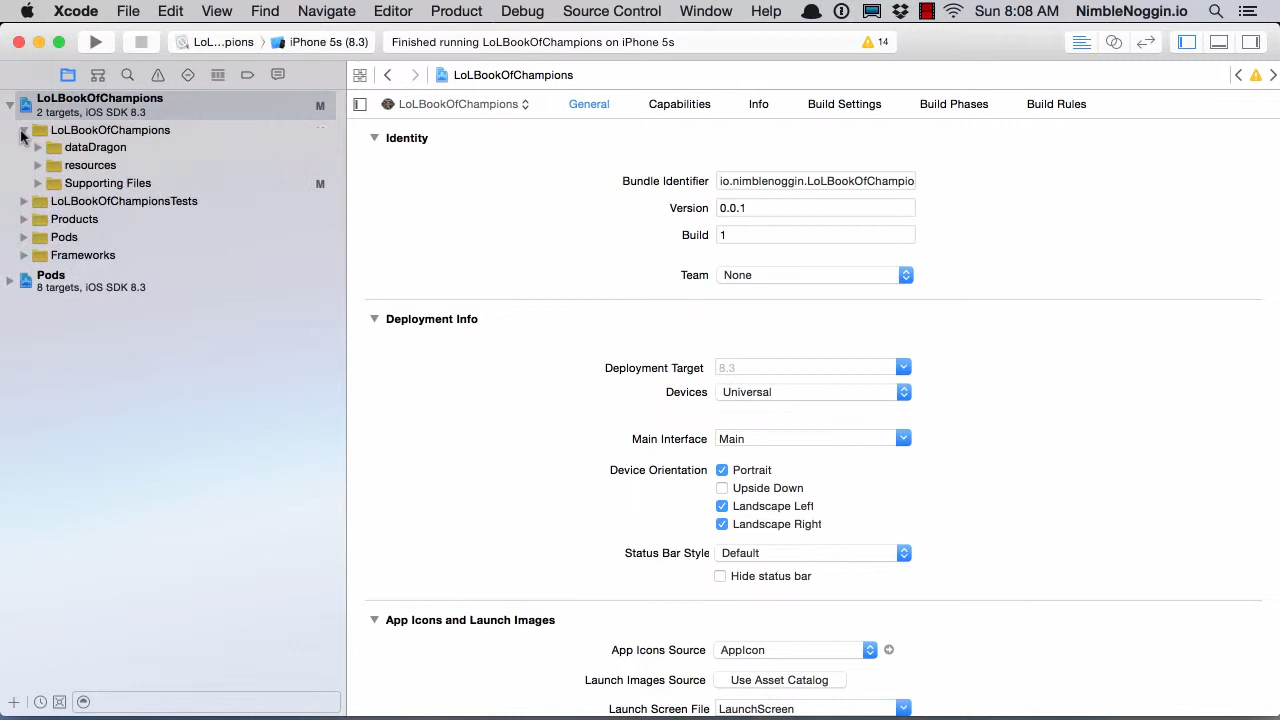 Xcode File Edit View Find Navigate Editor Product Debug Source Control Window Help Sun 8:08 AM NimbleNoggin.io
LoL...pions iPhone 5s (8.3) Finished running LoLBookOfChampions on iPhone 5s 14
LoLBookOfChampions
LoLBookOfChampions
2 targets, iOS SDK 8.3 M
LoLBookOfChampions
dataDragon
resources
Supporting Files M
LoLBookOfChampionsTests
Products
Pods
Frameworks
Pods
8 targets, iOS SDK 8.3
LoLBookOfChampions General Capabilities Info Build Settings Build Phases Build Rules
Identity
Bundle Identifier io.nimblenoggin.LoLBookOfChampio
Version 0.0.1
Build 1
Team None
Deployment Info
Deployment Target 8.3
Devices Universal
Main Interface Main
Device Orientation Portrait
Upside Down
Landscape Left
Landscape Right
Status Bar Style Default
Hide status bar
App Icons and Launch Images
App Icons Source AppIcon
Launch Images Source Use Asset Catalog
Launch Screen File LaunchScreen